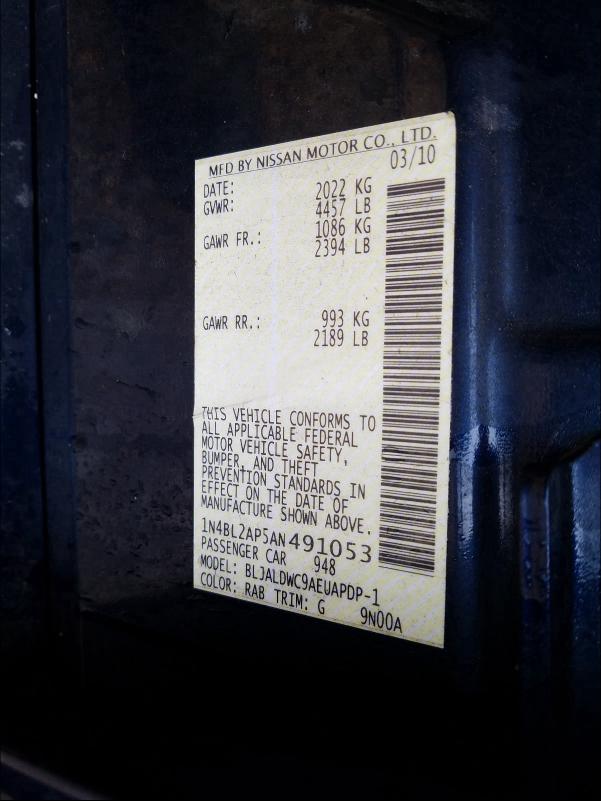 MFD BY NISSAN MOTOR CO., LTD.
DATE: 03/10
GVWR: 2022 KG
4457 LB
GAWR FR.: 1086 KG
2394 LB
GAWR RR.: 993 KG
2189 LB
THIS VEHICLE CONFORMS TO
ALL APPLICABLE FEDERAL
MOTOR VEHICLE SAFETY,
BUMPER, AND THEFT
PREVENTION STANDARDS IN
EFFECT ON THE DATE OF
MANUFACTURE SHOWN ABOVE.
1N4BL2AP5AN491053
PASSENGER CAR 948
MODEL: BLJALDWC9AEUAPDP-1
COLOR: RAB TRIM: G 9N00A